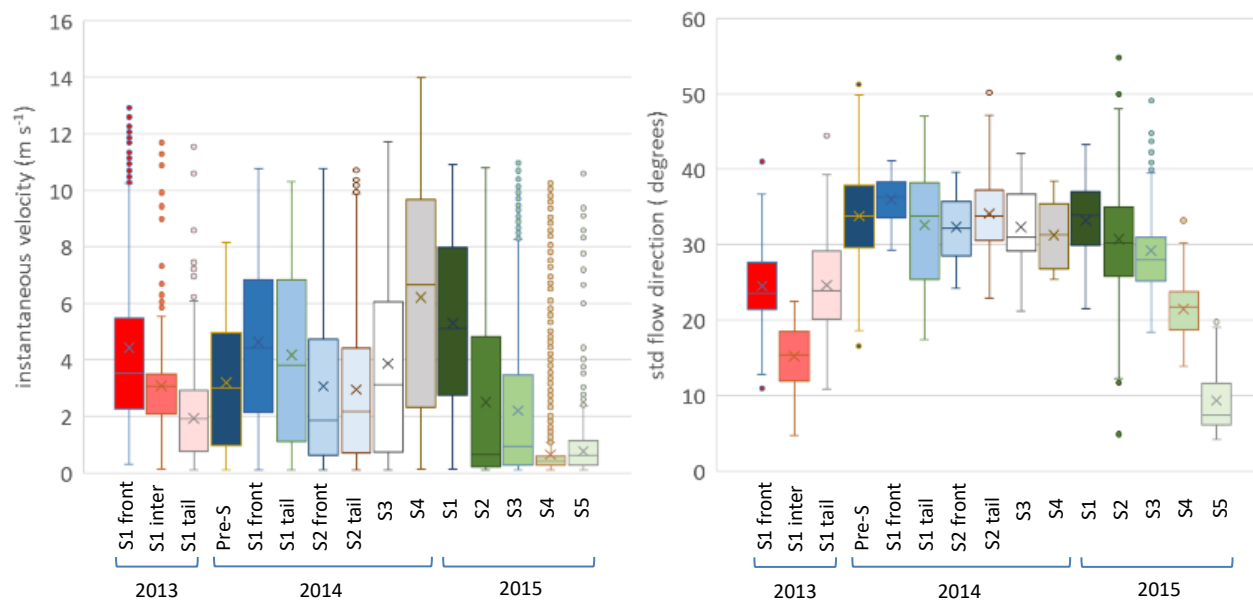 instantaneous velocity (m s⁻¹)
16
14
12
10
8
6
4
2
0
S1 front
S1 inter
S1 tail
Pre-S
S1 front
S1 tail
S2 front
S2 tail
S3
S4
S1
S2
S3
S4
S5
2013
2014
2015
std flow direction ( degrees)
60
50
40
30
20
10
0
S1 front
S1 inter
S1 tail
Pre-S
S1 front
S1 tail
S2 front
S2 tail
S3
S4
S1
S2
S3
S4
S5
2013
2014
2015